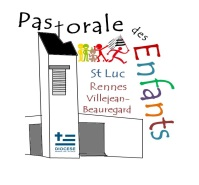 Pastorale des Enfants
St Luc
Rennes
Villejean-
Beauregard
DIOCESE